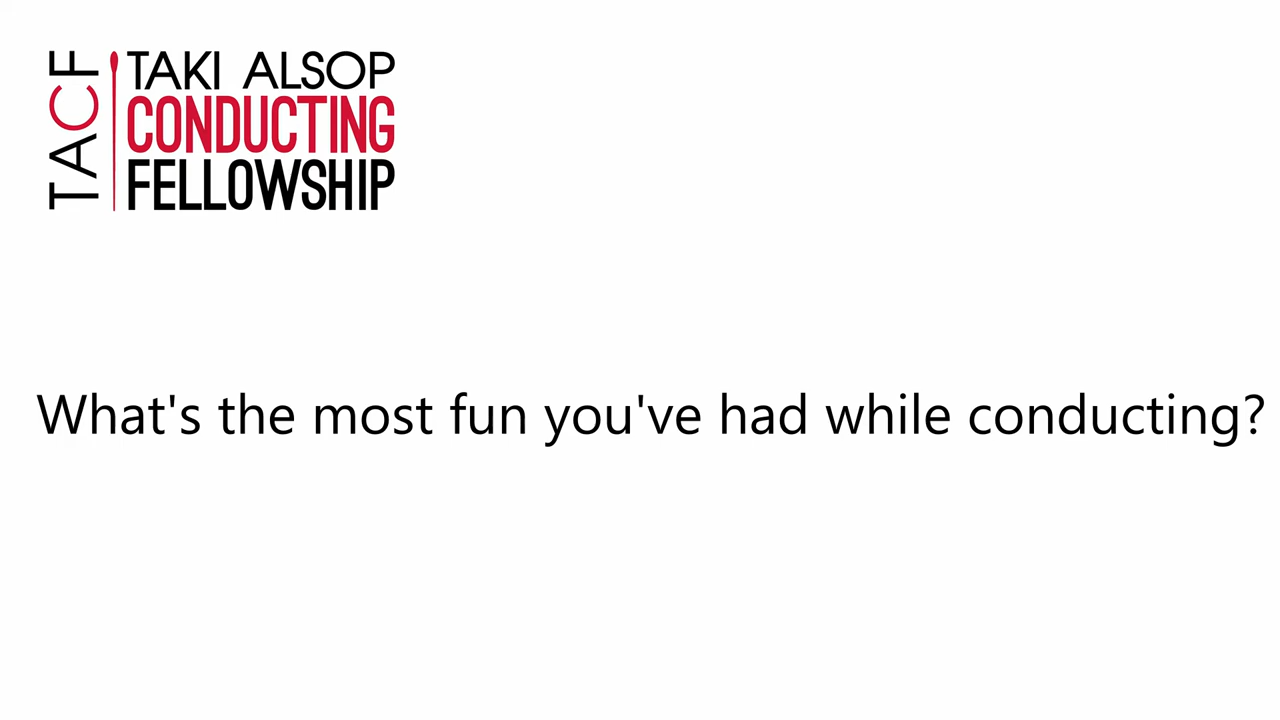 TACF
TAKI ALSOP
CONDUCTING
FELLOWSHIP
What's the most fun you've had while conducting?